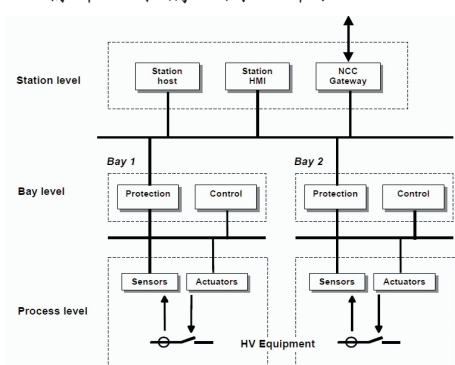 Station level
Station
host
Station
HMI
NCC
Gateway
Bay 1
Bay 2
Bay level
Protection
Control
Protection
Control
Sensors
Actuators
Sensors
Actuators
Process level
HV Equipment